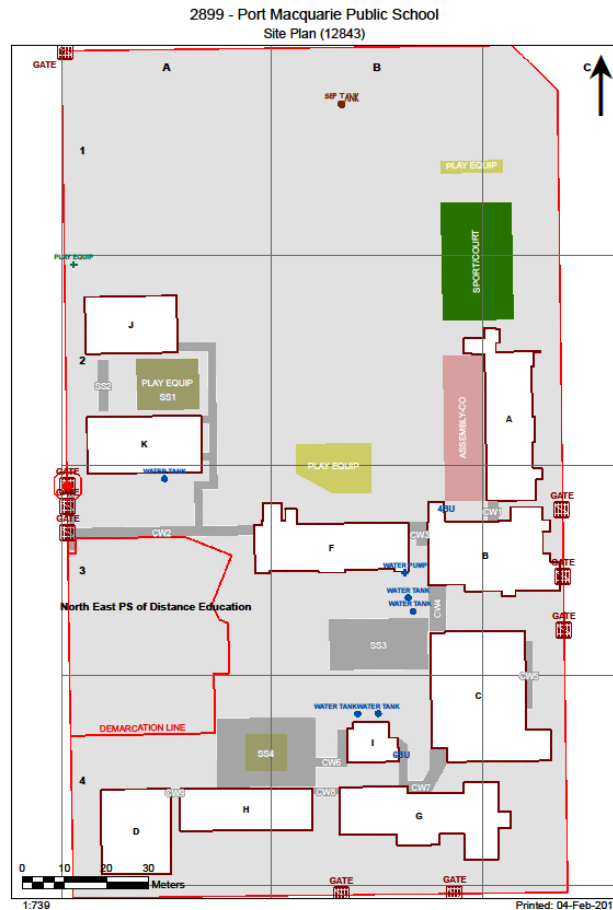 2899 - Port Macquarie Public School
Site Plan (12843)
GATE
A
B
C
SEP TANK
1
PLAY EQUIP
SPORT/COURT
PLAY EQUIP
J
2
SS2
PLAY EQUIP
SS1
ASSEMBLY-CO
A
K
GATE
WATER TANK
PLAY EQUIP
GATE
GATE
4BU
CW1
GATE
CW2
CW3
F
B
3
WATER PUMP
GATE
WATER TANK
North East PS of Distance Education
WATER TANK
CW4
GATE
SS3
CW5
C
WATER TANK
WATER TANK
DEMARCATION LINE
I
SS4
6BU
CW6
4
CW9
CW8
CW7
D
H
G
0 10 20 30
Meters
GATE
GATE
1:739
Printed: 04-Feb-201